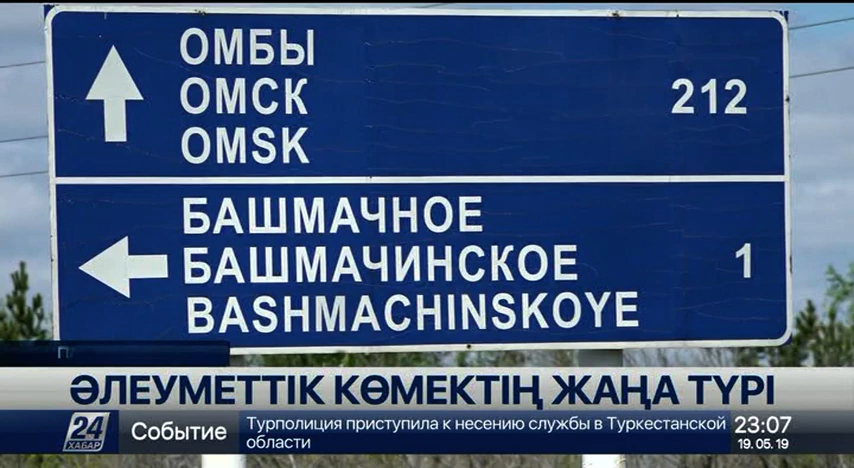 ОМБЫ
ОМСК 212
OMSK
БАШМАЧНОЕ
БАШМАЧИНСКОЕ 1
BASHMACHINSKOYE
ӘЛЕУМЕТТІК КӨМЕКТІҢ ЖАҢА ТҮРІ
24 ХАБАР
Событие
Турполиция приступила к несению службы в Туркестанской
области
23:07
19.05.19